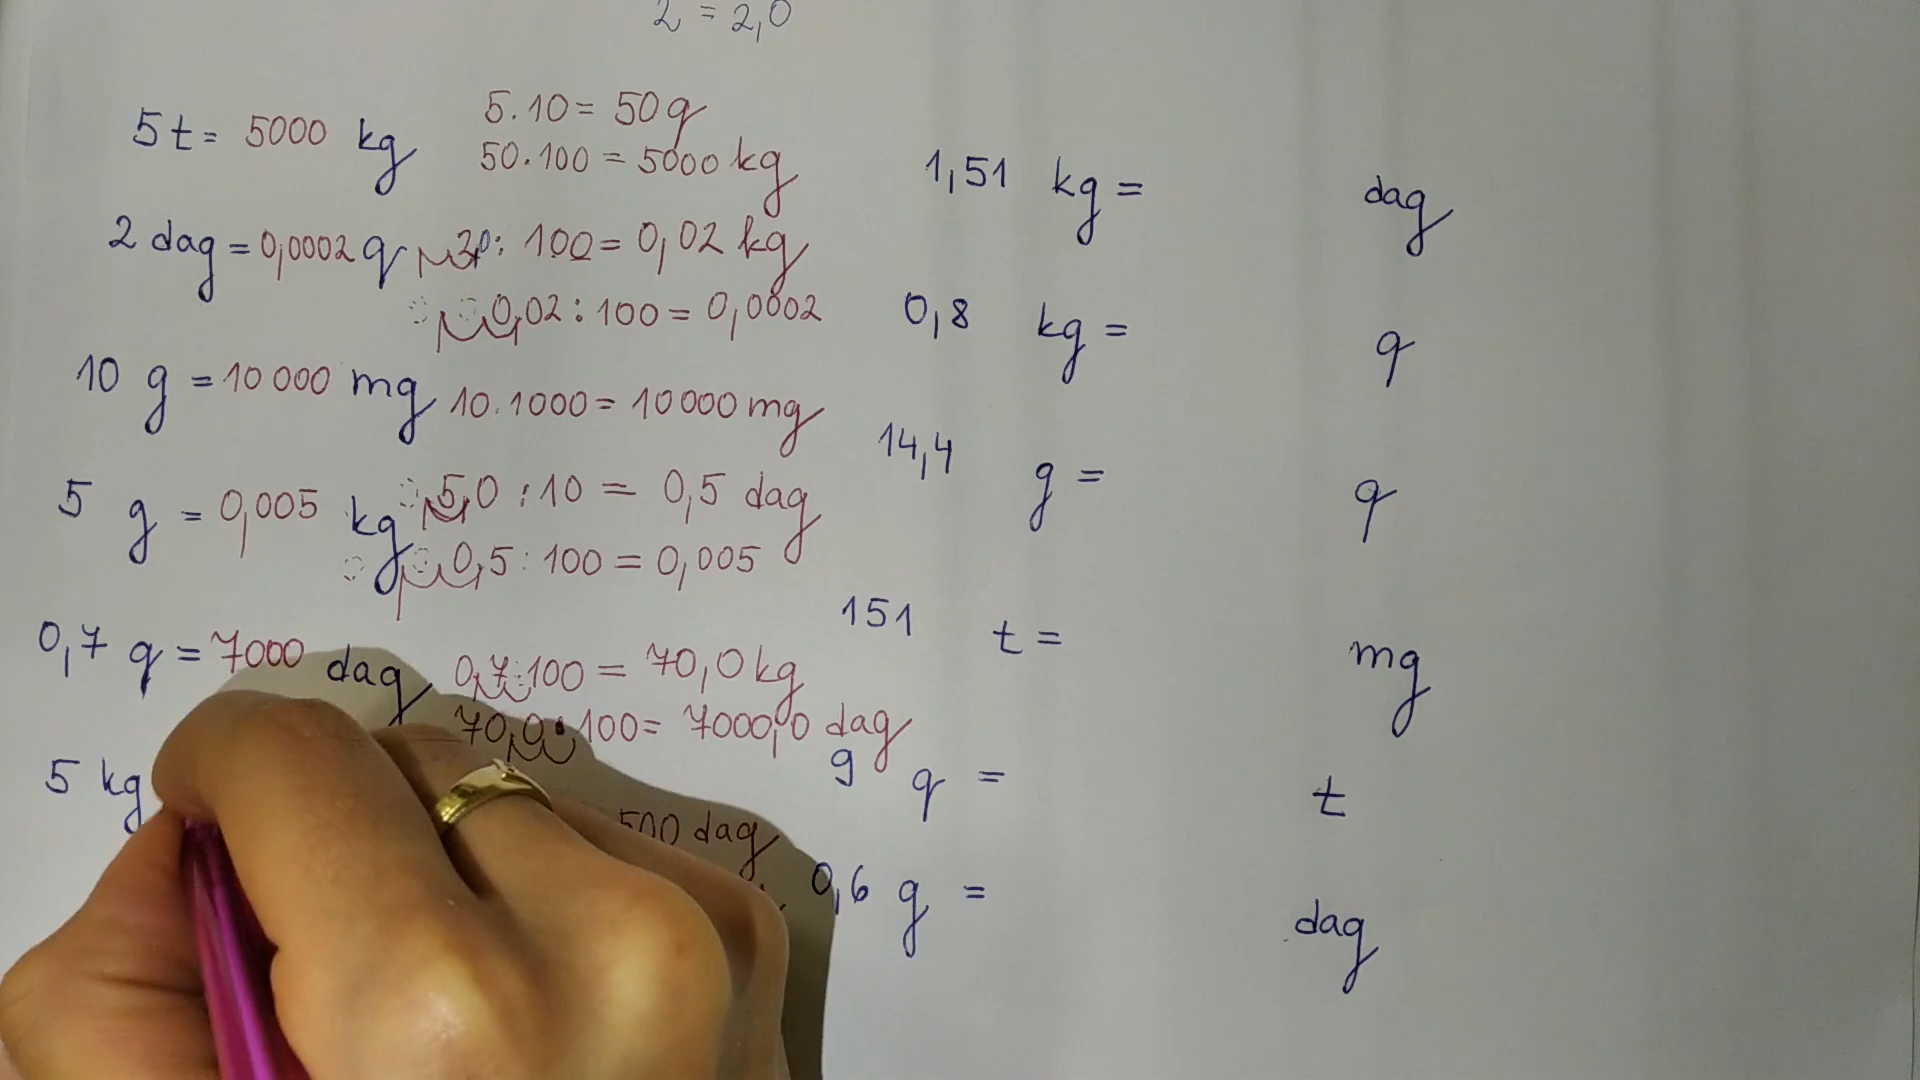 2 = 2,0
5t = 5000 kg 5.10 = 50q
50.100 = 5000 kg
2 dag = 0,0002 q 2,0: 100 = 0,02 kg
0,02 : 100 = 0,0002
10 g = 10 000 mg 10.1000 = 10 000 mg
5 g = 0,005 kg 5,0 : 10 = 0,5 dag
0,5 : 100 = 0,005
0,7 q = 7000 dag 0,7.100 = 70,0 kg
70,0.100 = 7000,0 dag
5 kg
500 dag
1,51 kg = dag
0,8 kg = q
14,4 g = q
151 t = mg
9 q = t
0,6 g = dag